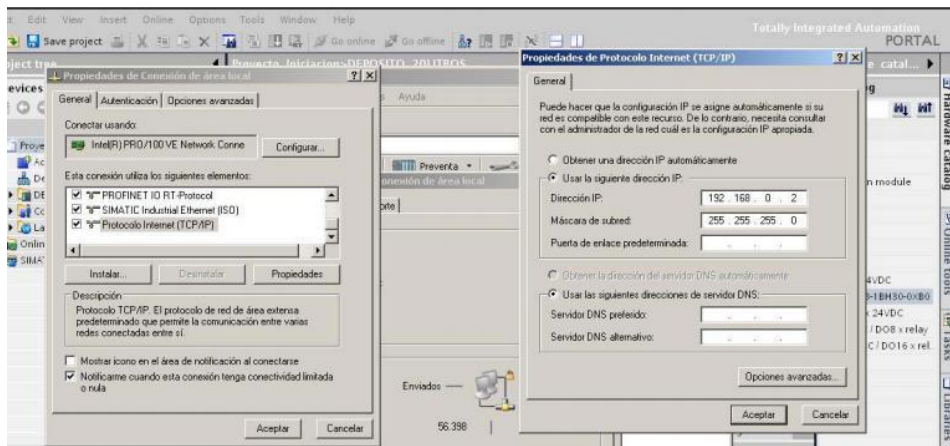 Edit View Insert Online Options Tools Window Help
Totally Integrated Automation
PORTAL
Save project
Go online
Go offline
Proyecto_Iniciacion>DEPOSITO_20LITROS
Propiedades de Conexión de área local
General
Autenticación
Opciones avanzadas
Conectar usando:
Intel(R) PRO/100 VE Network Conne
Configurar...
Esta conexión utiliza los siguientes elementos:
PROFINET IO RT-Protocol
SIMATIC Industrial Ethernet (ISO)
Protocolo Internet (TCP/IP)
Instalar...
Desinstalar
Propiedades
Descripción
Protocolo TCP/IP. El protocolo de red de área extensa
predeterminado que permite la comunicación entre varias
redes conectadas entre sí.
Mostrar icono en el área de notificación al conectarse
Notificarme cuando esta conexión tenga conectividad limitada
o nula
Aceptar
Cancelar
Ayuda
Preventa
Enviados
56.398
Propiedades de Protocolo Internet (TCP/IP)
General
Puede hacer que la configuración IP se asigne automáticamente si su
red es compatible con este recurso. De lo contrario, necesita consultar
con el administrador de la red cuál es la configuración IP apropiada.
Obtener una dirección IP automáticamente
Usar la siguiente dirección IP:
Dirección IP:
192 . 168 . 0 . 2
Máscara de subred:
255 . 255 . 255 . 0
Puerta de enlace predeterminada:
Obtener la dirección del servidor DNS automáticamente
Usar las siguientes direcciones de servidor DNS:
Servidor DNS preferido:
Servidor DNS alternativo:
Opciones avanzadas...
Aceptar
Cancelar
Hardware catalog
Online tools
Tasks
Libraries
module
24VDC
/ DO8 x relay